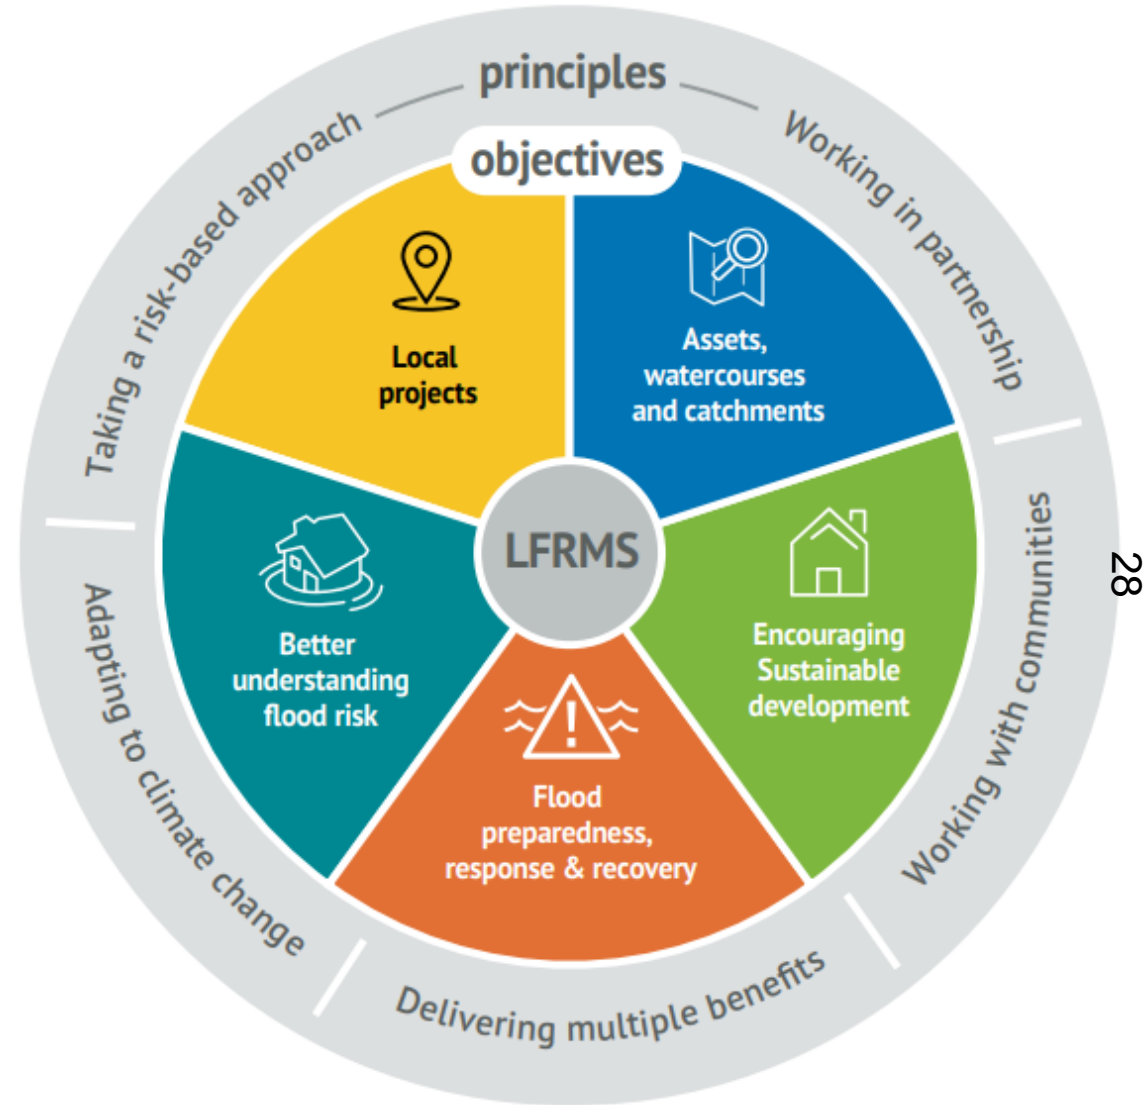 principles
objectives
Taking a risk-based approach
Working in partnership
Local
projects
Assets,
watercourses
and catchments
LFRMS
Better
understanding
flood risk
Encouraging
Sustainable
development
Flood
preparedness,
response & recovery
Working with communities
Adapting to climate change
Delivering multiple benefits
28